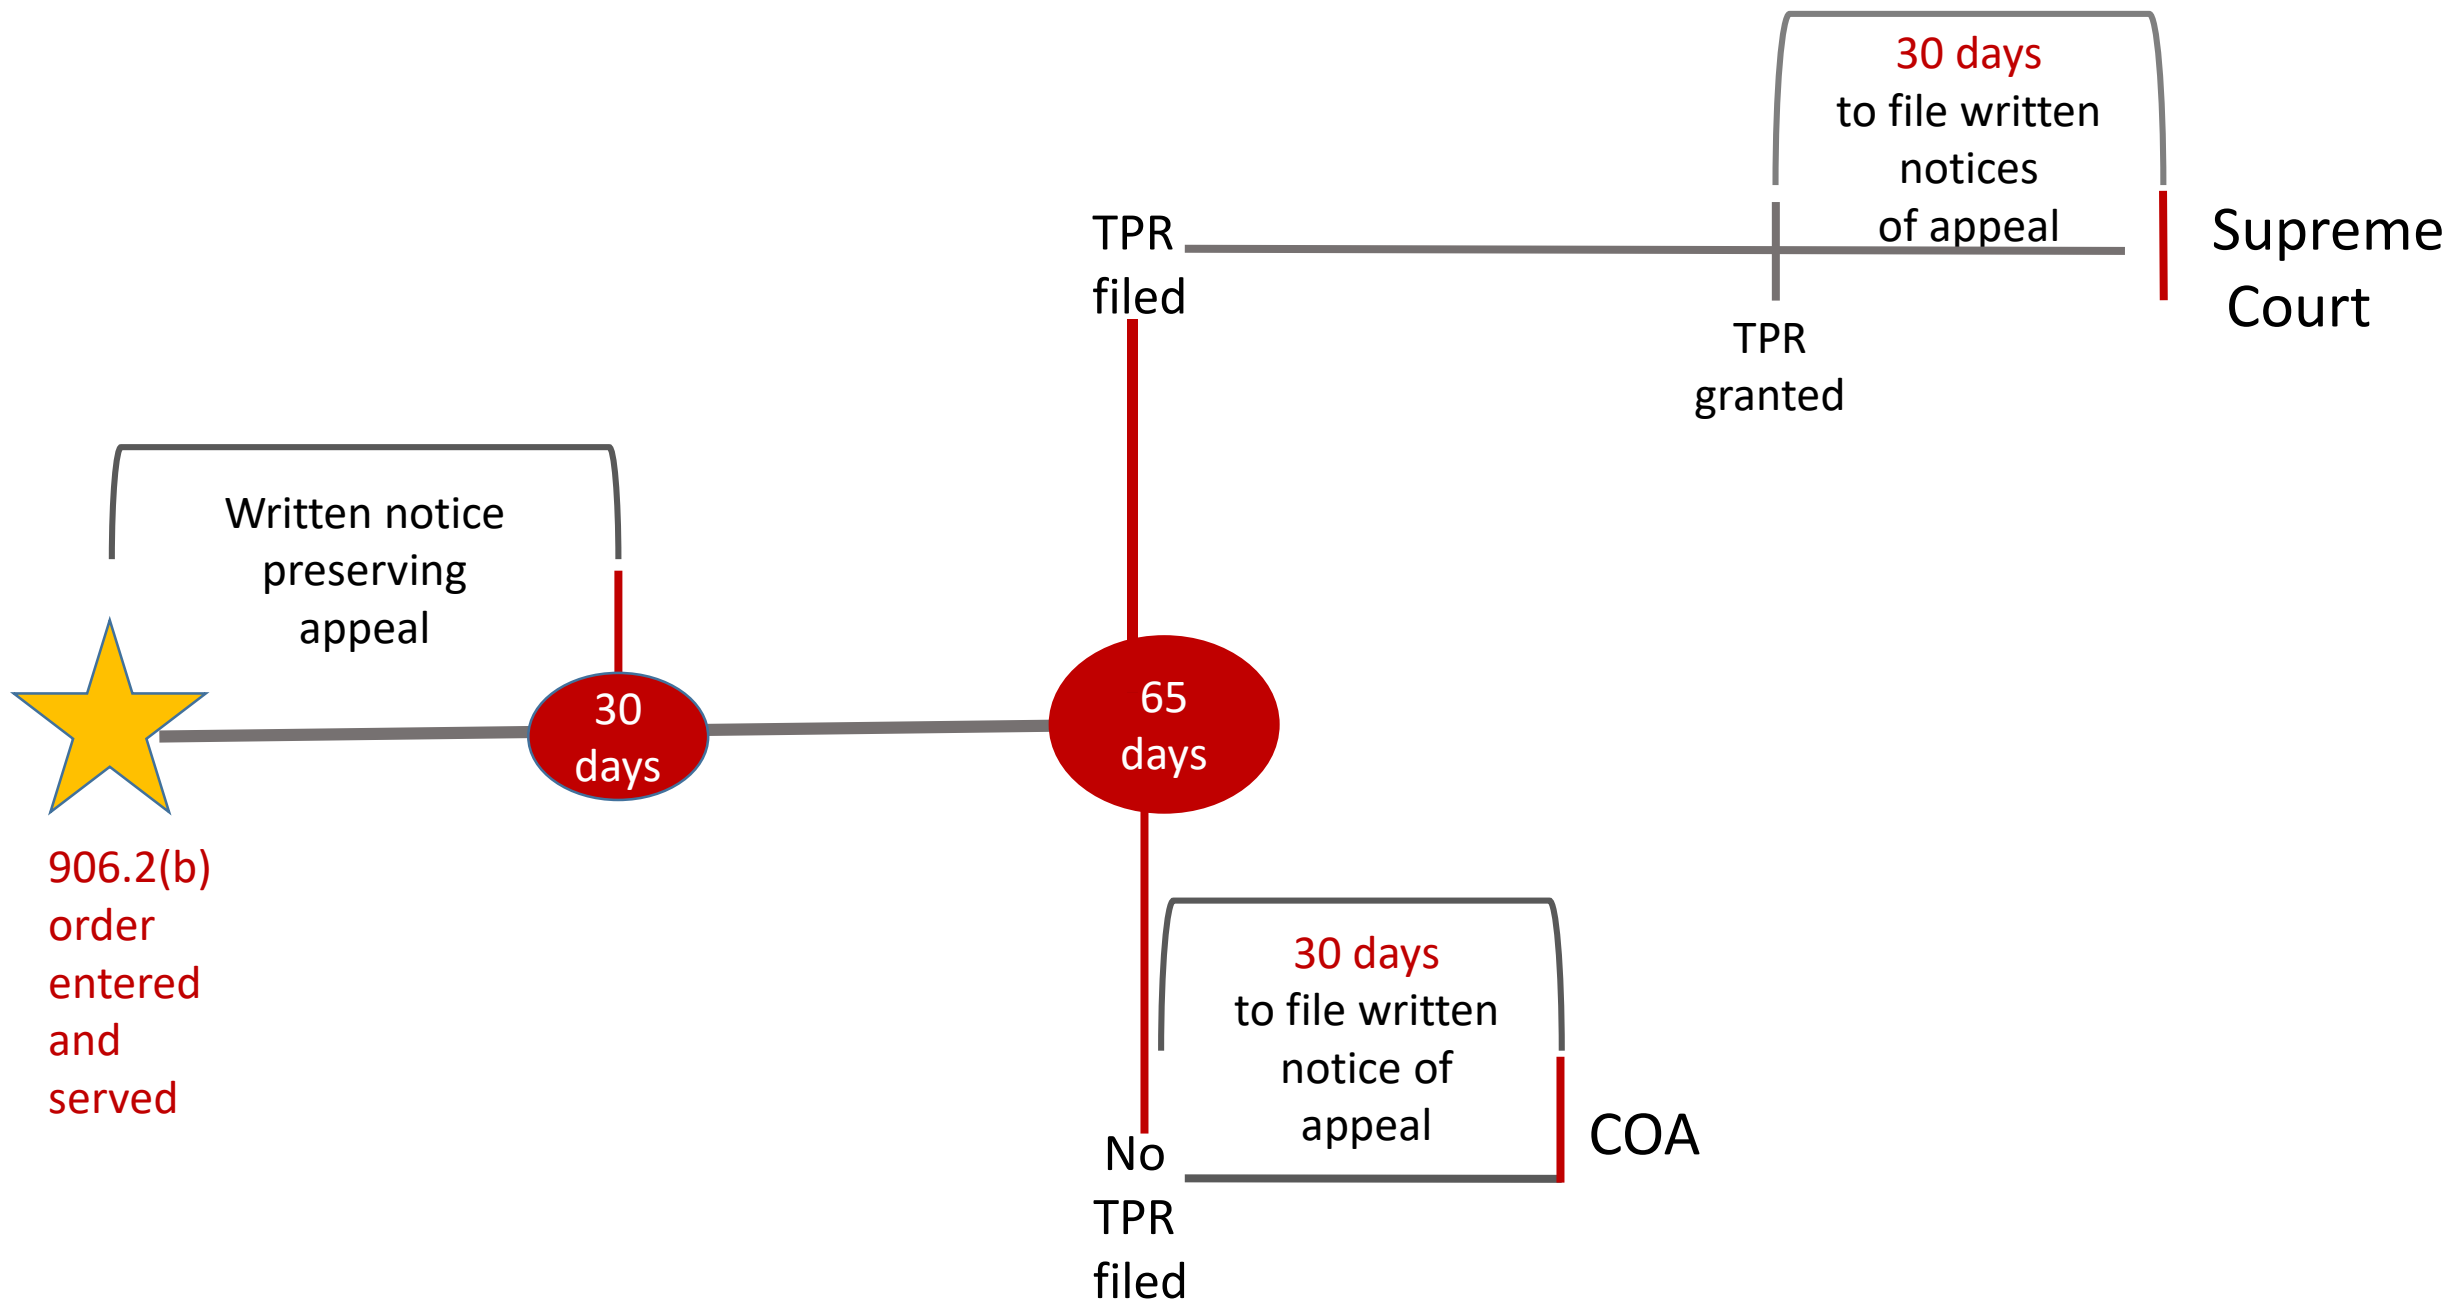 30 days
to file written
notices
of appeal
TPR
filed
Supreme
Court
TPR
granted
Written notice
preserving
appeal
30
days
65
days
906.2(b)
order
entered
and
served
30 days
to file written
notice of
appeal
COA
No
TPR
filed